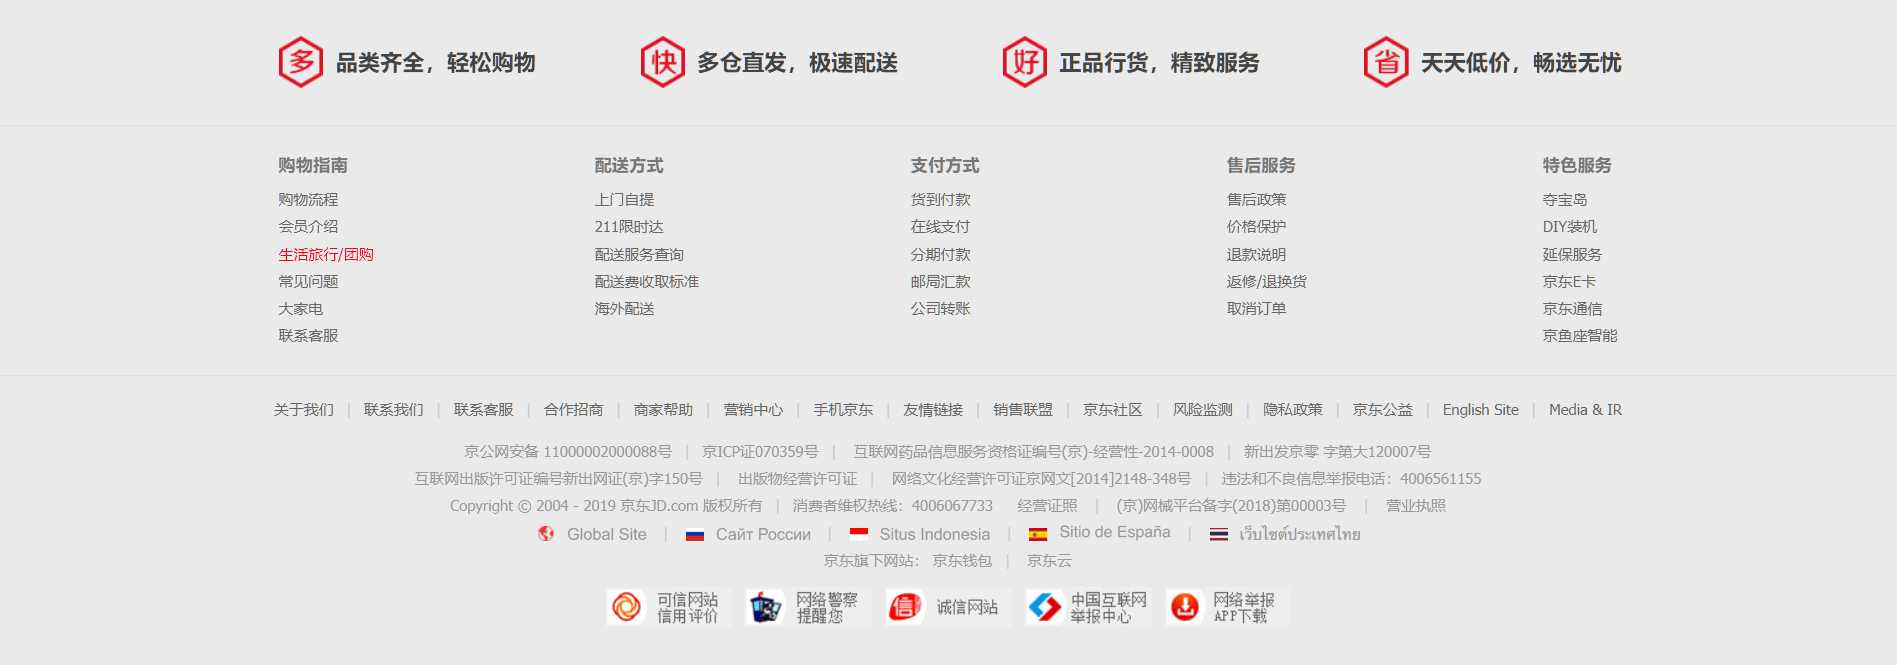 多 品类齐全，轻松购物 快 多仓直发，极速配送 好 正品行货，精致服务 省 天天低价，畅选无忧
购物指南
购物流程
会员介绍
生活旅行/团购
常见问题
大家电
联系客服
配送方式
上门自提
211限时达
配送服务查询
配送费收取标准
海外配送
支付方式
货到付款
在线支付
分期付款
邮局汇款
公司转账
售后服务
售后政策
价格保护
退款说明
返修/退换货
取消订单
特色服务
夺宝岛
DIY装机
延保服务
京东E卡
京东通信
京鱼座智能
关于我们 | 联系我们 | 联系客服 | 合作招商 | 商家帮助 | 营销中心 | 手机京东 | 友情链接 | 销售联盟 | 京东社区 | 风险监测 | 隐私政策 | 京东公益 | English Site | Media & IR
京公网安备 11000002000088号 | 京ICP证070359号 | 互联网药品信息服务资格证编号(京)-经营性-2014-0008 | 新出发京零 字第大120007号
互联网出版许可证编号新出网证(京)字150号 | 出版物经营许可证 | 网络文化经营许可证京网文[2014]2148-348号 | 违法和不良信息举报电话：4006561155
Copyright © 2004 - 2019 京东JD.com 版权所有 | 消费者维权热线：4006067733 经营证照 | (京)网械平台备字(2018)第00003号 | 营业执照
Global Site | Сайт России | Situs Indonesia | Sitio de España | เว็บไซต์ประเทศไทย
京东旗下网站： 京东钱包 | 京东云
可信网站
信用评价
网络警察
提醒您
信 诚信网站
中国互联网
举报中心
网络举报
APP下载